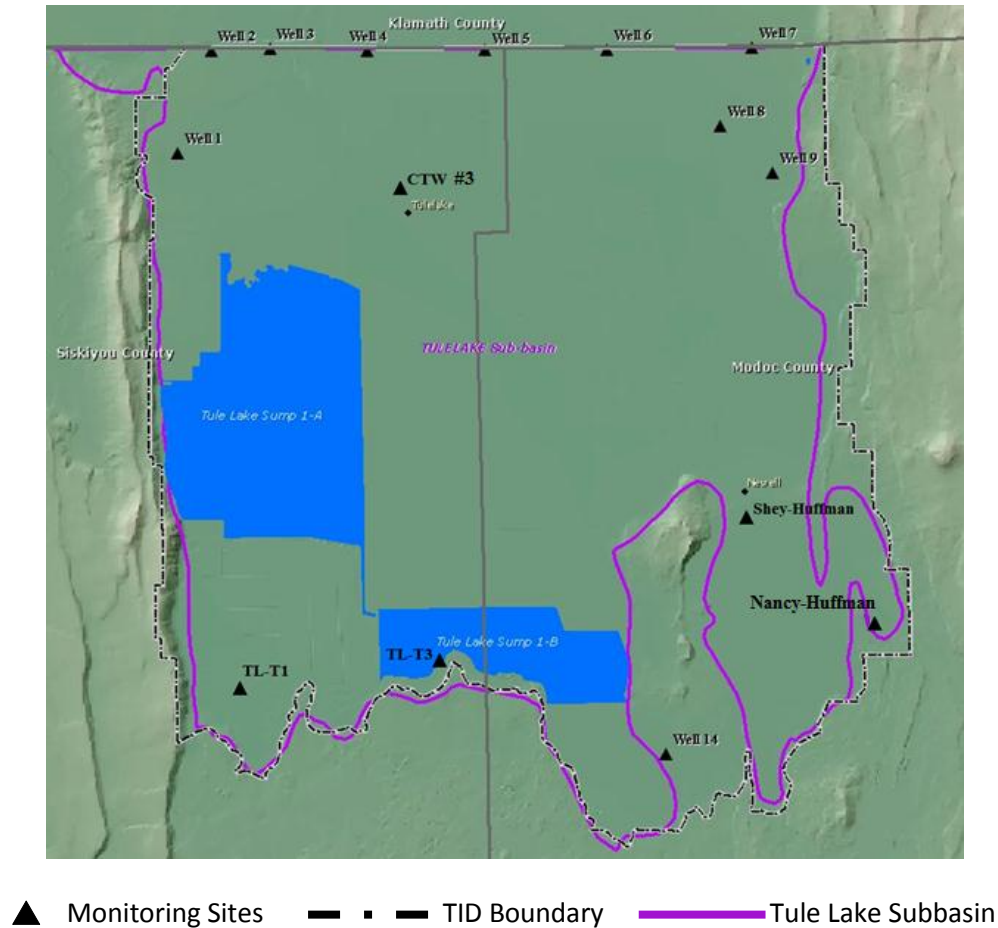 Klamath County
Well 2
Well 3
Well 4
Well 5
Well 6
Well 7
Well 8
Well 1
Well 9
CTW #3
Tulelake
Siskiyou County
TULELAKE Sub-basin
Modoc County
Tule Lake Sump 1-A
Newell
Shey-Huffman
Nancy-Huffman
Tule Lake Sump 1-B
TL-T3
TL-T1
Well 14
Monitoring Sites
TID Boundary
Tule Lake Subbasin